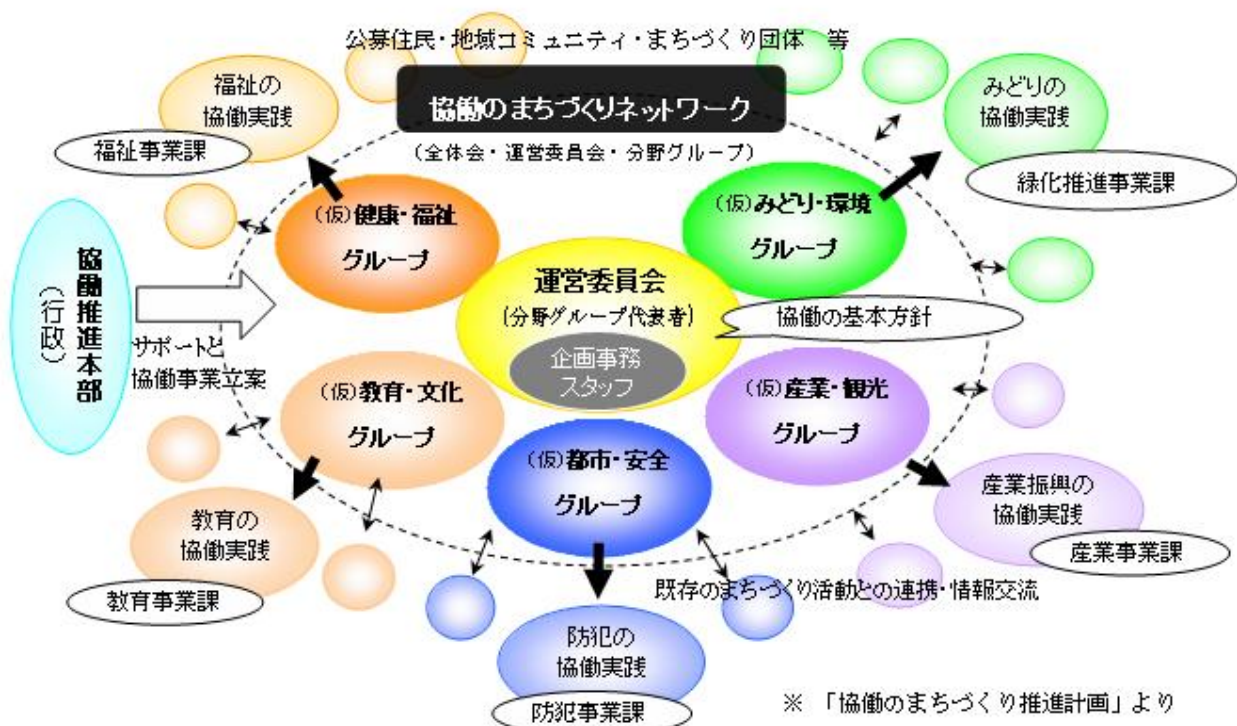 公募住民・地域コミュニティ・まちづくり団体　等
協働のまちづくりネットワーク
（全体会・運営委員会・分野グループ）
福祉の
協働実践
福祉事業課
みどりの
協働実践
緑化推進事業課
（仮）健康・福祉
グループ
（仮）みどり・環境
グループ
協働推進本部
（行政）
サポートと
協働事業立案
運営委員会
(分野グループ代表者)
企画事務
スタッフ
協働の基本方針
（仮）教育・文化
グループ
（仮）産業・観光
グループ
（仮）都市・安全
グループ
教育の
協働実践
教育事業課
産業振興の
協働実践
産業事業課
既存のまちづくり活動との連携・情報交流
防犯の
協働実践
防犯事業課
※　「協働のまちづくり推進計画」より